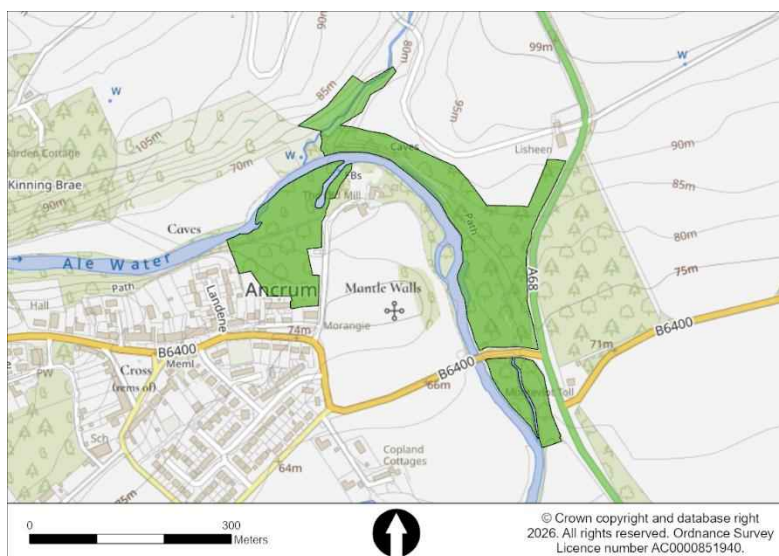 90m
80m
99m
W
W
85m
95m
105m
Caves
Lisheen
90m
70m
W
Kinning Brae
85m
90m
Path
Caves
80m
Ale Water
A68
75m
Path
Ancrum
Mantle Walls
Hall
Landene
B6400
74m
Morangie
71m
B6400
B6400
PW
Cross
(rems of)
Meml
66m
Sch
Copland
Cottages
64m
75m
0 300
Meters
© Crown copyright and database right
2026. All rights reserved. Ordnance Survey
Licence number AC0000851940.